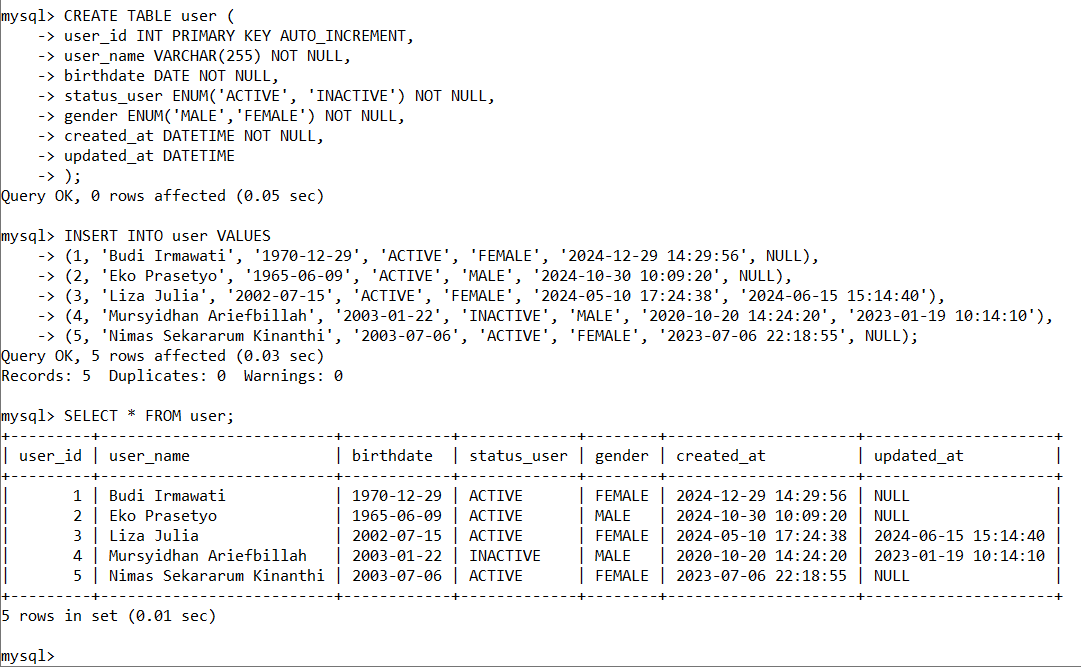 mysql> CREATE TABLE user (
    -> user_id INT PRIMARY KEY AUTO_INCREMENT,
    -> user_name VARCHAR(255) NOT NULL,
    -> birthdate DATE NOT NULL,
    -> status_user ENUM('ACTIVE', 'INACTIVE') NOT NULL,
    -> gender ENUM('MALE','FEMALE') NOT NULL,
    -> created_at DATETIME NOT NULL,
    -> updated_at DATETIME
    -> );
Query OK, 0 rows affected (0.05 sec)

mysql> INSERT INTO user VALUES
    -> (1, 'Budi Irmawati', '1970-12-29', 'ACTIVE', 'FEMALE', '2024-12-29 14:29:56', NULL),
    -> (2, 'Eko Prasetyo', '1965-06-09', 'ACTIVE', 'MALE', '2024-10-30 10:09:20', NULL),
    -> (3, 'Liza Julia', '2002-07-15', 'ACTIVE', 'FEMALE', '2024-05-10 17:24:38', '2024-06-15 15:14:40'),
    -> (4, 'Mursyidhan Ariefbillah', '2003-01-22', 'INACTIVE', 'MALE', '2020-10-20 14:24:20', '2023-01-19 10:14:10'),
    -> (5, 'Nimas Sekararum Kinanthi', '2003-07-06', 'ACTIVE', 'FEMALE', '2023-07-06 22:18:55', NULL);
Query OK, 5 rows affected (0.03 sec)
Records: 5  Duplicates: 0  Warnings: 0

mysql> SELECT * FROM user;
+---------+--------------------------+------------+-------------+--------+---------------------+---------------------+
| user_id | user_name                | birthdate  | status_user | gender | created_at          | updated_at          |
+---------+--------------------------+------------+-------------+--------+---------------------+---------------------+
|       1 | Budi Irmawati            | 1970-12-29 | ACTIVE      | FEMALE | 2024-12-29 14:29:56 | NULL                |
|       2 | Eko Prasetyo             | 1965-06-09 | ACTIVE      | MALE   | 2024-10-30 10:09:20 | NULL                |
|       3 | Liza Julia               | 2002-07-15 | ACTIVE      | FEMALE | 2024-05-10 17:24:38 | 2024-06-15 15:14:40 |
|       4 | Mursyidhan Ariefbillah   | 2003-01-22 | INACTIVE    | MALE   | 2020-10-20 14:24:20 | 2023-01-19 10:14:10 |
|       5 | Nimas Sekararum Kinanthi | 2003-07-06 | ACTIVE      | FEMALE | 2023-07-06 22:18:55 | NULL                |
+---------+--------------------------+------------+-------------+--------+---------------------+---------------------+
5 rows in set (0.01 sec)

mysql>